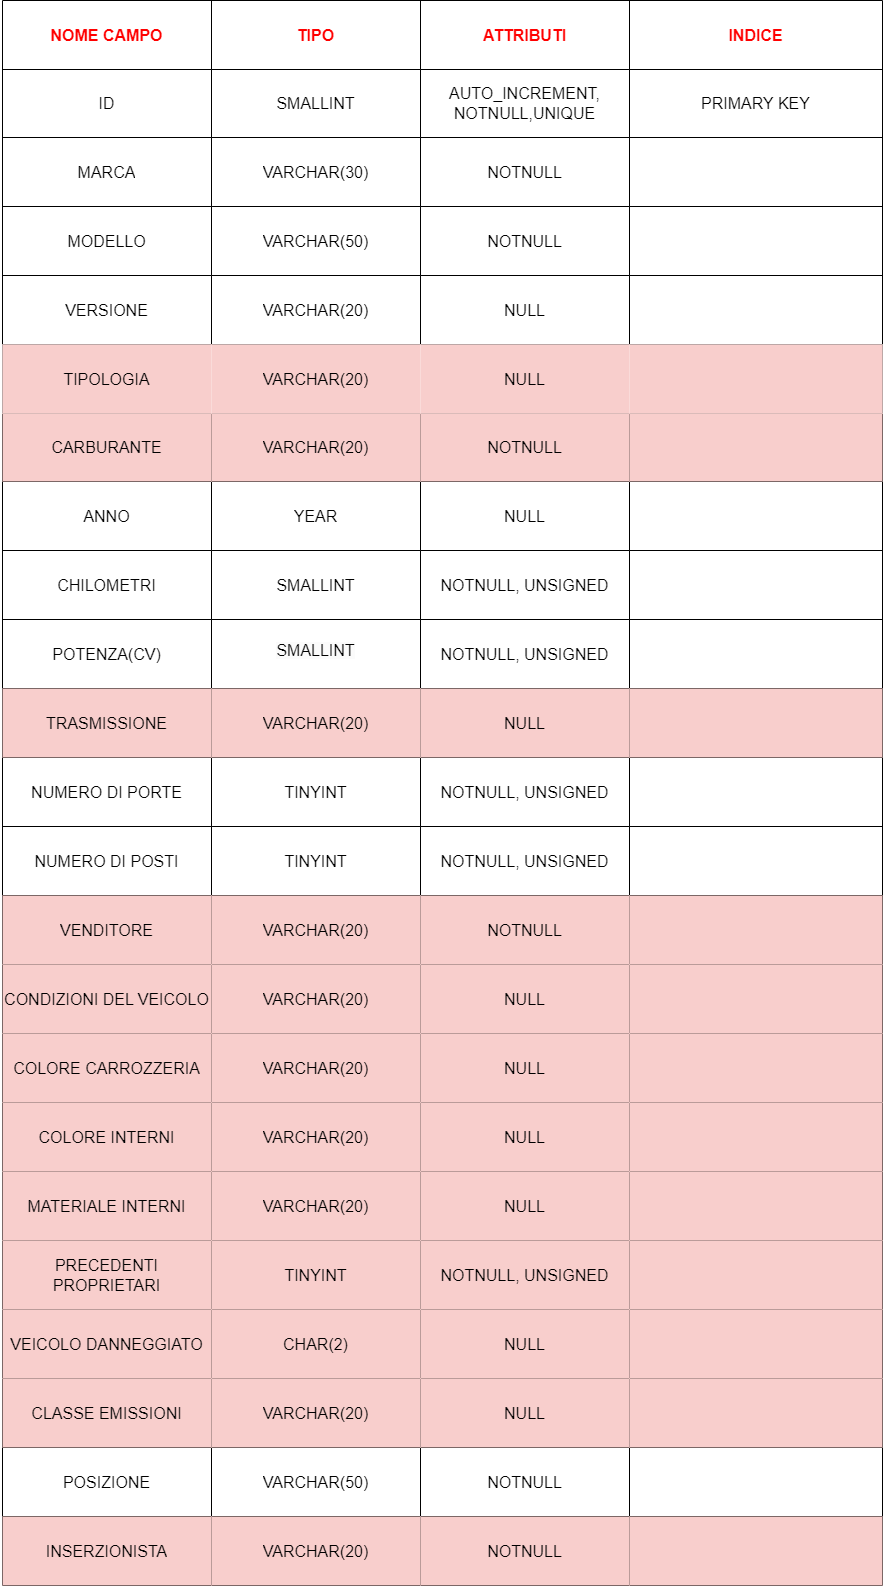 NOME CAMPO TIPO ATTRIBUTI INDICE
ID SMALLINT AUTO_INCREMENT, NOTNULL,UNIQUE PRIMARY KEY
MARCA VARCHAR(30) NOTNULL
MODELLO VARCHAR(50) NOTNULL
VERSIONE VARCHAR(20) NULL
TIPOLOGIA VARCHAR(20) NULL
CARBURANTE VARCHAR(20) NOTNULL
ANNO YEAR NULL
CHILOMETRI SMALLINT NOTNULL, UNSIGNED
POTENZA(CV) SMALLINT NOTNULL, UNSIGNED
TRASMISSIONE VARCHAR(20) NULL
NUMERO DI PORTE TINYINT NOTNULL, UNSIGNED
NUMERO DI POSTI TINYINT NOTNULL, UNSIGNED
VENDITORE VARCHAR(20) NOTNULL
CONDIZIONI DEL VEICOLO VARCHAR(20) NULL
COLORE CARROZZERIA VARCHAR(20) NULL
COLORE INTERNI VARCHAR(20) NULL
MATERIALE INTERNI VARCHAR(20) NULL
PRECEDENTI PROPRIETARI TINYINT NOTNULL, UNSIGNED
VEICOLO DANNEGGIATO CHAR(2) NULL
CLASSE EMISSIONI VARCHAR(20) NULL
POSIZIONE VARCHAR(50) NOTNULL
INSERZIONISTA VARCHAR(20) NOTNULL